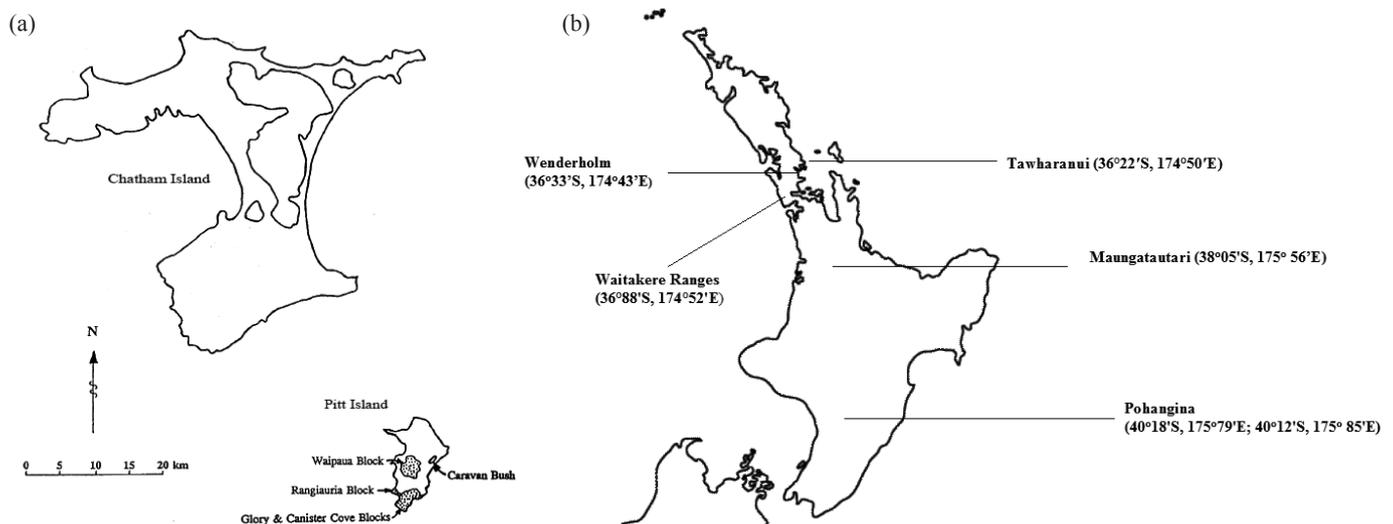 (a)
Chatham Island
N
0 5 10 15 20 km
Pitt Island
Waipaua Block
Caravan Bush
Rangiauria Block
Glory & Canister Cove Blocks
(b)
Wenderholm
(36°33’S, 174°43’E)
Tawharanui (36°22′S, 174°50′E)
Waitakere Ranges
(36°88'S, 174°52'E)
Maungatautari (38°05'S, 175° 56’E)
Pohangina
(40°18'S, 175°79'E; 40°12'S, 175° 85'E)